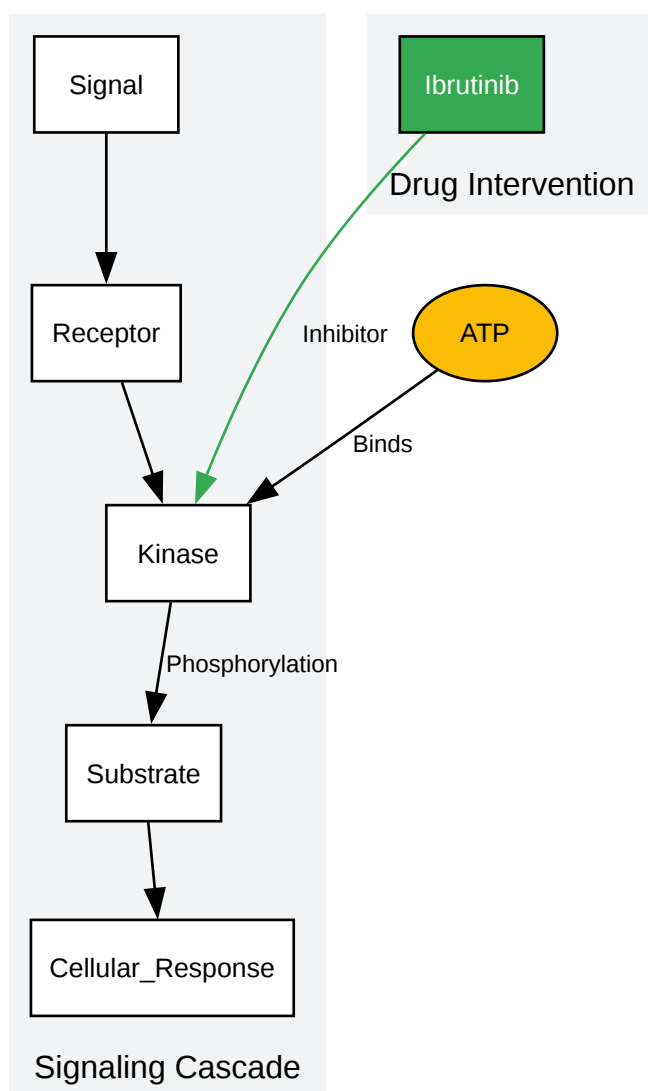 Signal
Ibrutinib
Drug Intervention
Receptor
Inhibitor
ATP
Binds
Kinase
Phosphorylation
Substrate
Cellular_Response
Signaling Cascade